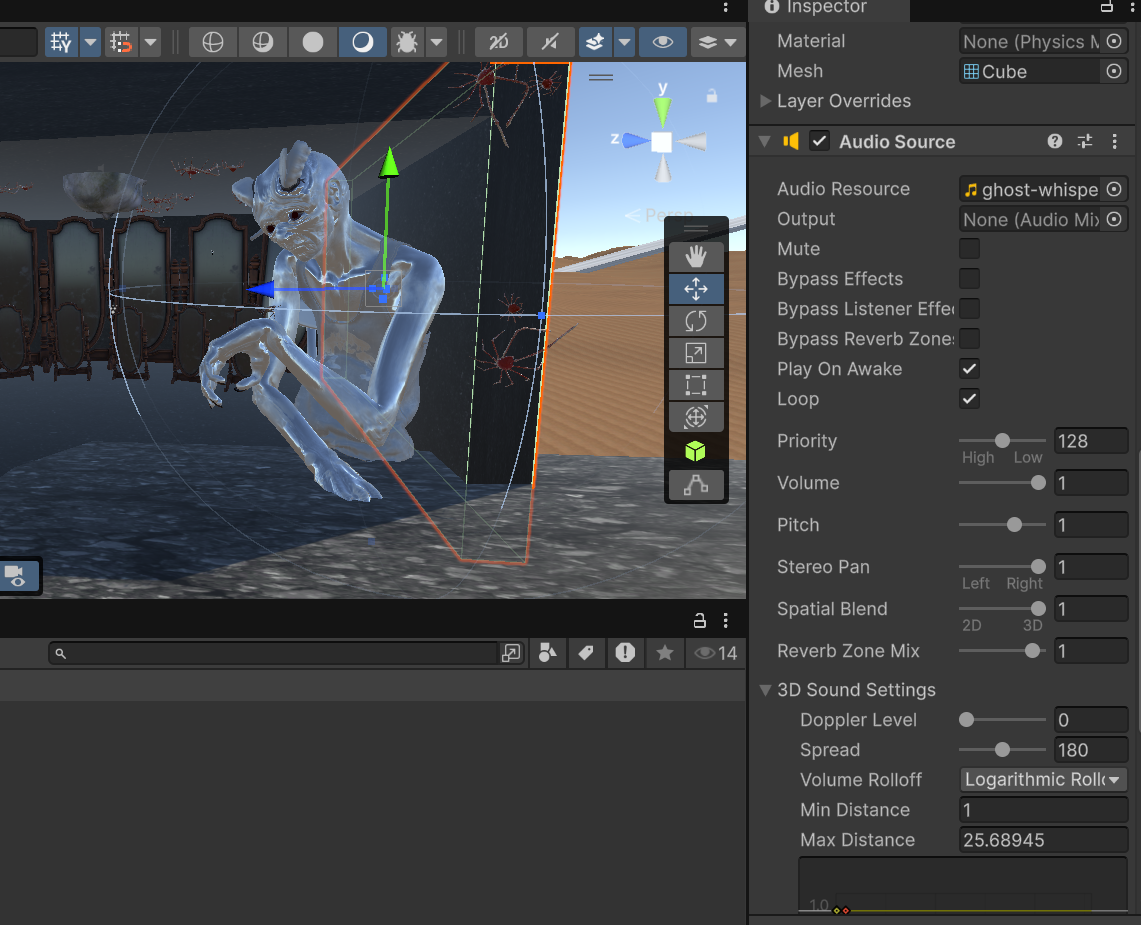 Inspector
2D
Material
None (Physics M
Mesh
Cube
Layer Overrides
y
z
Persp
Audio Source
Audio Resource
ghost-whispe
Output
None (Audio Mix
Mute
Bypass Effects
Bypass Listener Effe
Bypass Reverb Zone
Play On Awake
Loop
Priority
128
High Low
Volume
1
Pitch
1
Stereo Pan
1
Left Right
Spatial Blend
1
2D 3D
Reverb Zone Mix
1
14
3D Sound Settings
Doppler Level
0
Spread
180
Volume Rolloff
Logarithmic Roll
Min Distance
1
Max Distance
25.68945
1.0